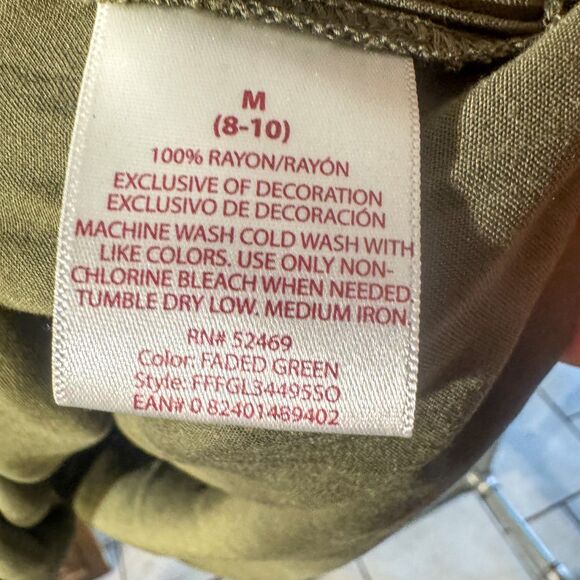 M
(8-10)
100% RAYON/RAYÓN
EXCLUSIVE OF DECORATION
EXCLUSIVO DE DECORACIÓN
MACHINE WASH COLD WASH WITH
LIKE COLORS. USE ONLY NON-
CHLORINE BLEACH WHEN NEEDED
TUMBLE DRY LOW. MEDIUM IRON.
RN# 52469
Color: FADED GREEN
Style: FFFGL34495SO
EAN# 0 82401489402